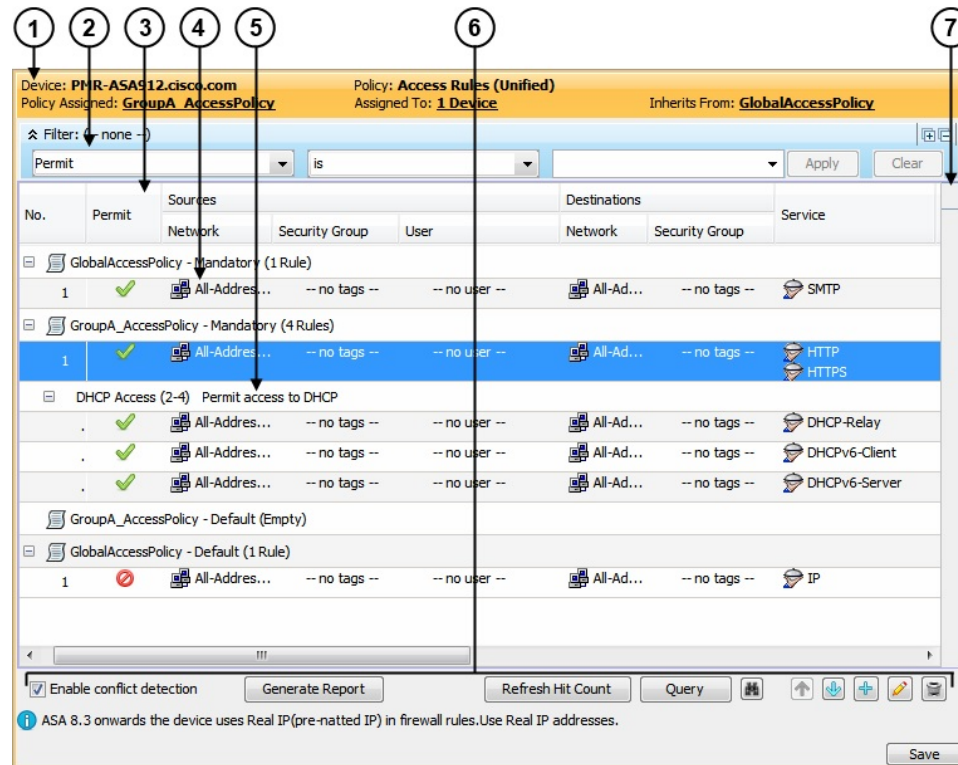 1 2 3 4 5 6 7
Device: PMR-ASA912.cisco.com Policy: Access Rules (Unified)
Policy Assigned: GroupA_AccessPolicy Assigned To: 1 Device Inherits From: GlobalAccessPolicy
Filter: (-- none --)
Permit is Apply Clear
No. Permit Sources Destinations Service
Network Security Group User Network Security Group
GlobalAccessPolicy - Mandatory (1 Rule)
1 All-Addres... -- no tags -- -- no user -- All-Ad... -- no tags -- SMTP
GroupA_AccessPolicy - Mandatory (4 Rules)
1 All-Addres... -- no tags -- -- no user -- All-Ad... -- no tags -- HTTP
HTTPS
DHCP Access (2-4) Permit access to DHCP
. All-Addres... -- no tags -- -- no user -- All-Ad... -- no tags -- DHCP-Relay
. All-Addres... -- no tags -- -- no user -- All-Ad... -- no tags -- DHCPv6-Client
. All-Addres... -- no tags -- -- no user -- All-Ad... -- no tags -- DHCPv6-Server
GroupA_AccessPolicy - Default (Empty)
GlobalAccessPolicy - Default (1 Rule)
1 All-Addres... -- no tags -- -- no user -- All-Ad... -- no tags -- IP
Enable conflict detection Generate Report Refresh Hit Count Query
ASA 8.3 onwards the device uses Real IP(pre-natted IP) in firewall rules.Use Real IP addresses.
Save